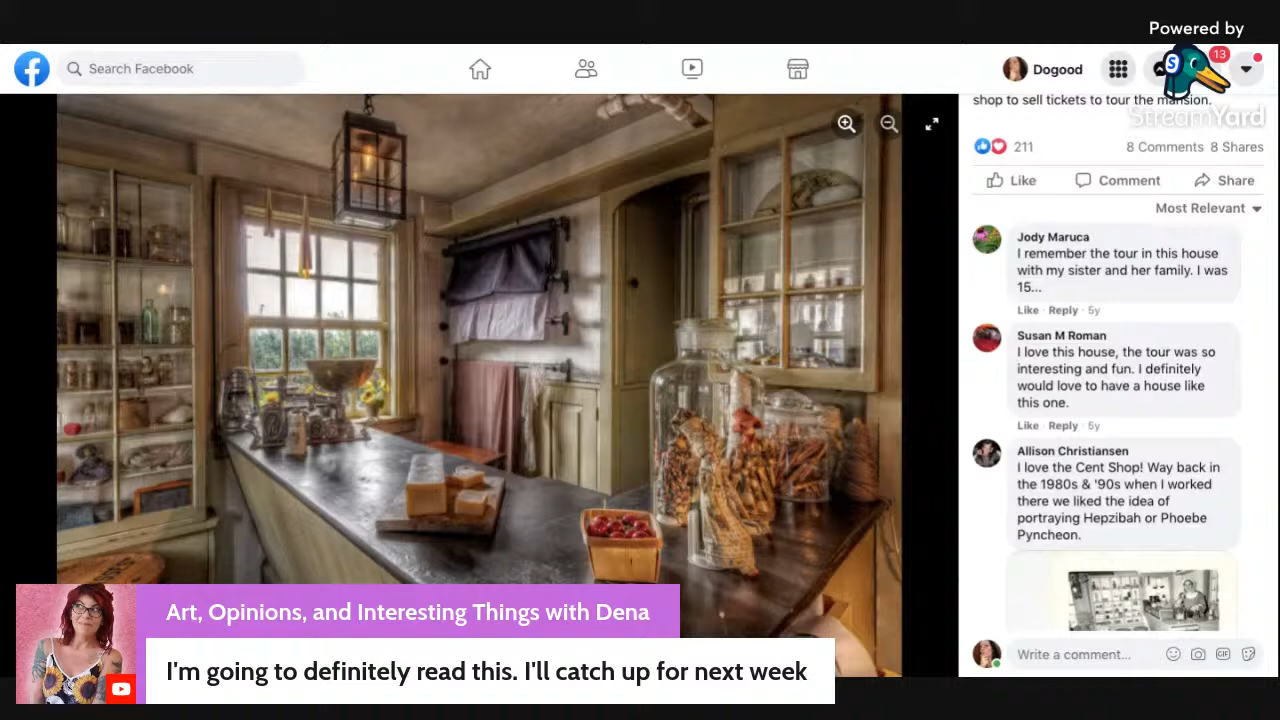 Powered by
StreamYard
Search Facebook
Dogood
13
shop to sell tickets to tour the mansion.
211
8 Comments 8 Shares
Like
Comment
Share
Most Relevant
Jody Maruca
I remember the tour in this house
with my sister and her family. I was
15...
Like · Reply · 5y
Susan M Roman
I love this house, the tour was so
interesting and fun. I definitely
would love to have a house like
this one.
Like · Reply · 5y
Allison Christiansen
I love the Cent Shop! Way back in
the 1980s & '90s when I worked
there we liked the idea of
portraying Hepzibah or Phoebe
Pyncheon.
Write a comment...
GIF
Art, Opinions, and Interesting Things with Dena
I'm going to definitely read this. I'll catch up for next week